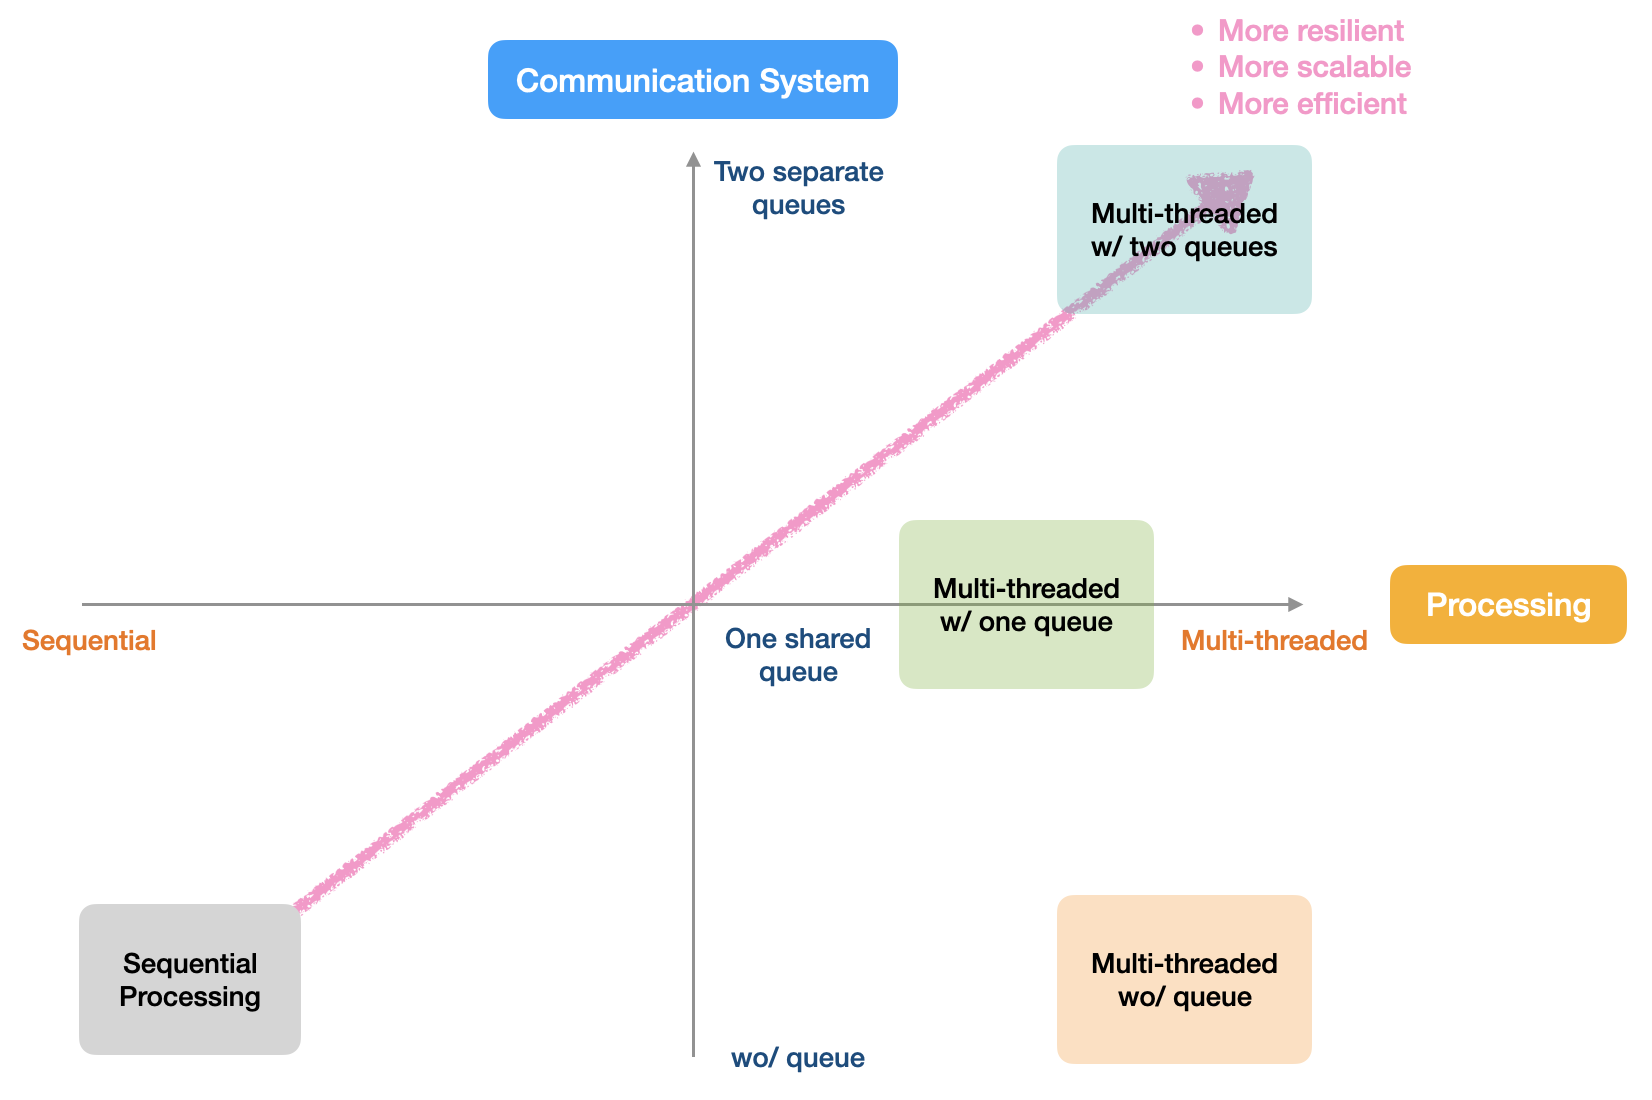 More resilient
More scalable
More efficient
Communication System
Two separate
queues
Multi-threaded
w/ two queues
Multi-threaded
w/ one queue
Processing
Sequential
One shared
queue
Multi-threaded
Sequential
Processing
Multi-threaded
wo/ queue
wo/ queue